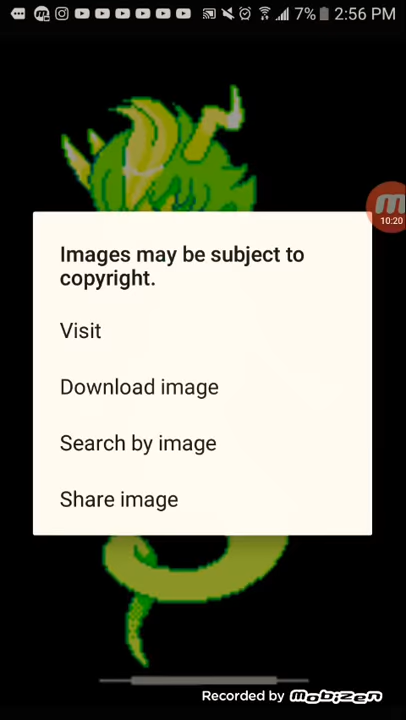 7% 2:56 PM
10:20
Images may be subject to
copyright.
Visit
Download image
Search by image
Share image
Recorded by Mobizen